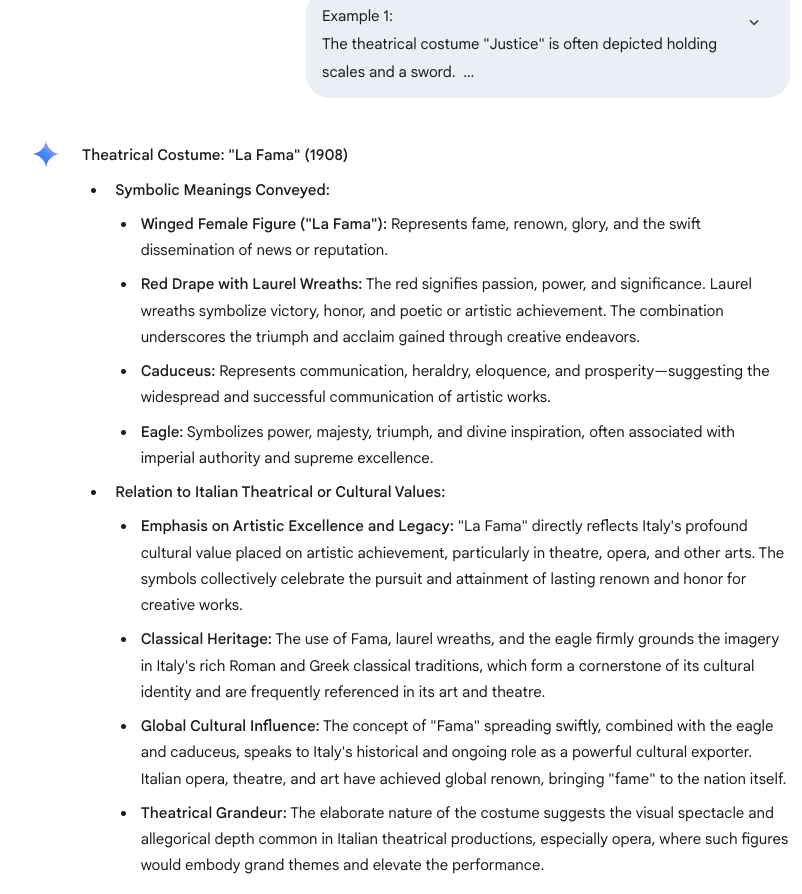 Example 1:
The theatrical costume "Justice" is often depicted holding
scales and a sword. ...
Theatrical Costume: "La Fama" (1908)
• Symbolic Meanings Conveyed:
• Winged Female Figure ("La Fama"): Represents fame, renown, glory, and the swift
dissemination of news or reputation.
• Red Drape with Laurel Wreaths: The red signifies passion, power, and significance. Laurel
wreaths symbolize victory, honor, and poetic or artistic achievement. The combination
underscores the triumph and acclaim gained through creative endeavors.
• Caduceus: Represents communication, heraldry, eloquence, and prosperity—suggesting the
widespread and successful communication of artistic works.
• Eagle: Symbolizes power, majesty, triumph, and divine inspiration, often associated with
imperial authority and supreme excellence.
• Relation to Italian Theatrical or Cultural Values:
• Emphasis on Artistic Excellence and Legacy: "La Fama" directly reflects Italy's profound
cultural value placed on artistic achievement, particularly in theatre, opera, and other arts. The
symbols collectively celebrate the pursuit and attainment of lasting renown and honor for
creative works.
• Classical Heritage: The use of Fama, laurel wreaths, and the eagle firmly grounds the imagery
in Italy's rich Roman and Greek classical traditions, which form a cornerstone of its cultural
identity and are frequently referenced in its art and theatre.
• Global Cultural Influence: The concept of "Fama" spreading swiftly, combined with the eagle
and caduceus, speaks to Italy's historical and ongoing role as a powerful cultural exporter.
Italian opera, theatre, and art have achieved global renown, bringing "fame" to the nation itself.
• Theatrical Grandeur: The elaborate nature of the costume suggests the visual spectacle and
allegorical depth common in Italian theatrical productions, especially opera, where such figures
would embody grand themes and elevate the performance.